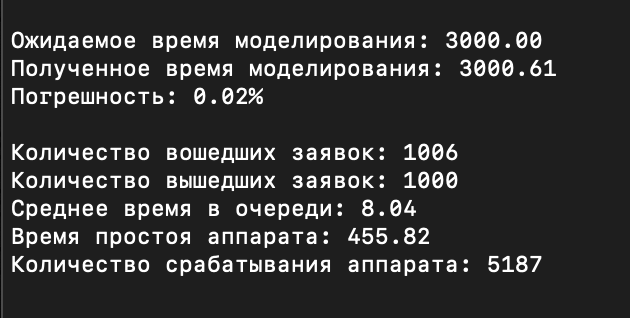 Ожидаемое время моделирования: 3000.00
Полученное время моделирования: 3000.61
Погрешность: 0.02%
Количество вошедших заявок: 1006
Количество вышедших заявок: 1000
Среднее время в очереди: 8.04
Время простоя аппарата: 455.82
Количество срабатывания аппарата: 5187